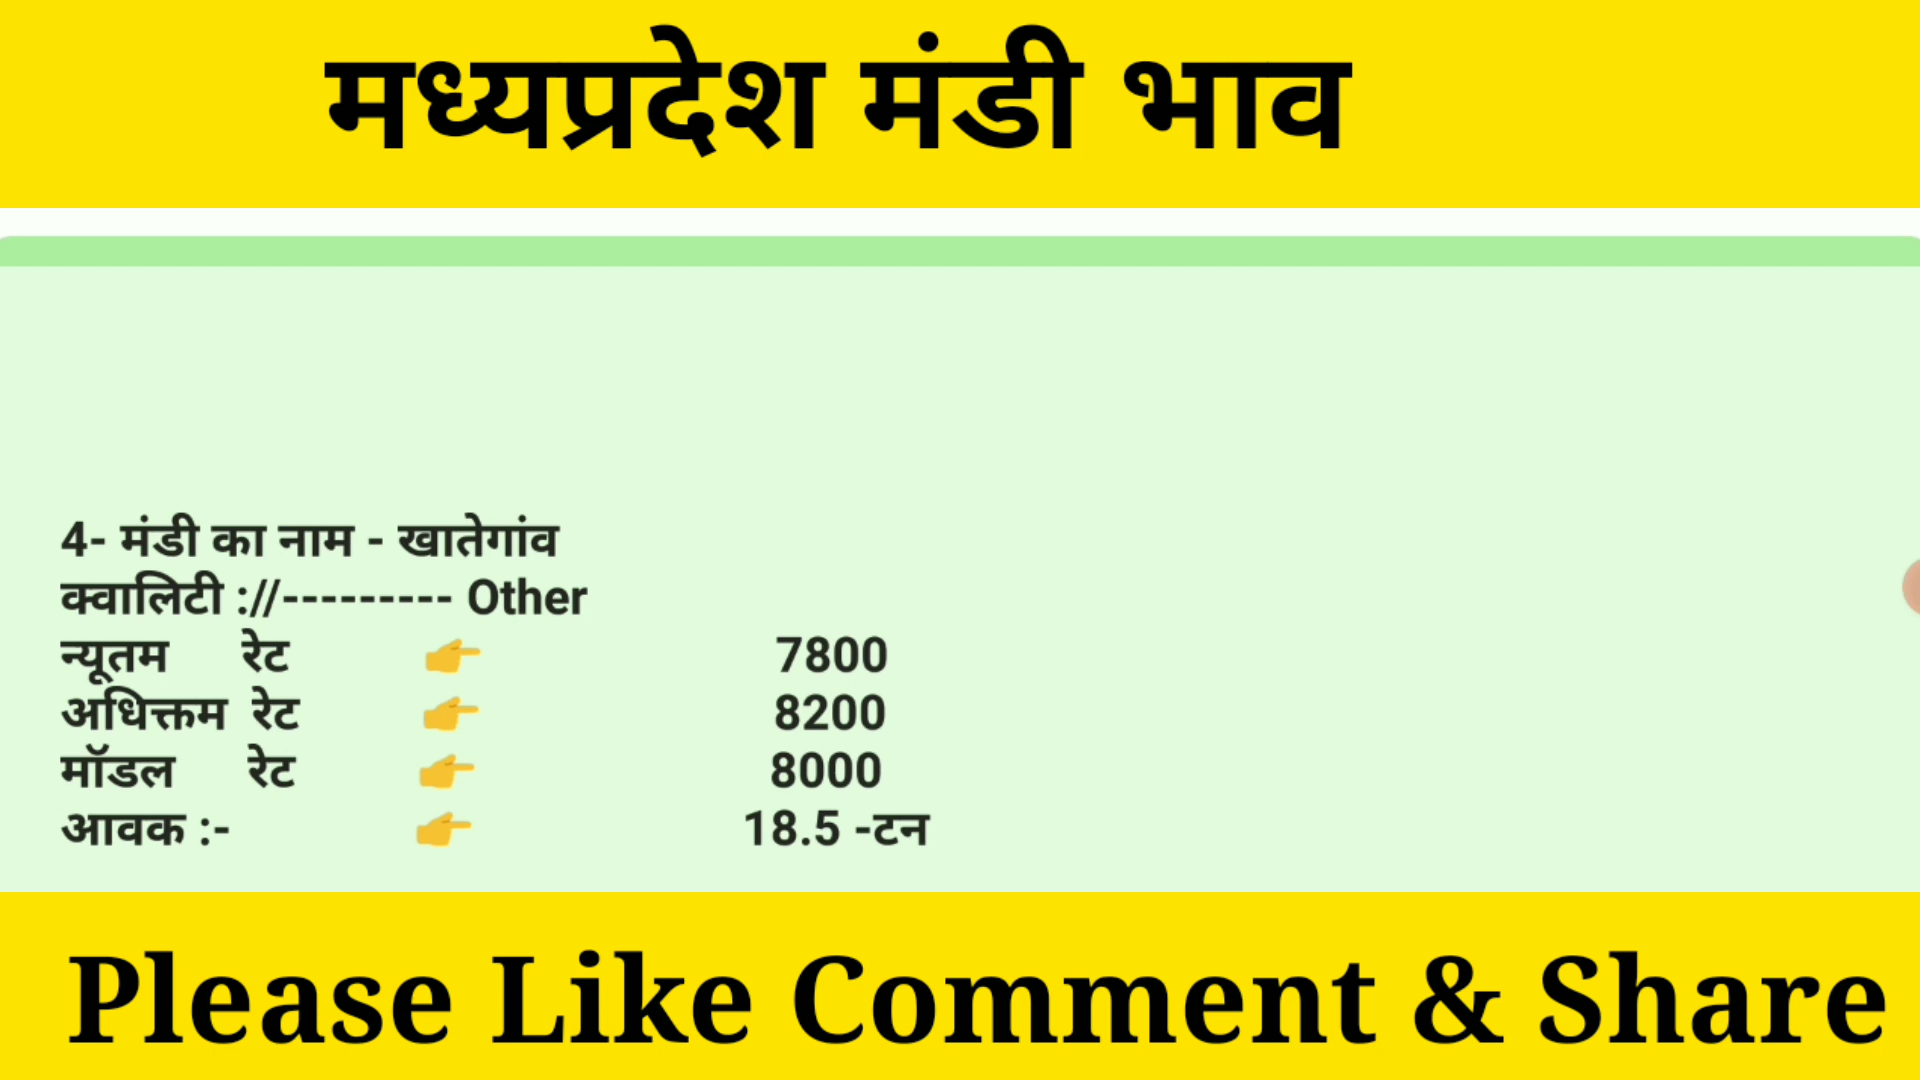 मध्यप्रदेश मंडी भाव
4- मंडी का नाम - खातेगांव
क्वालिटी ://--------- Other
न्यूतम रेट 👉 7800
अधिक्तम रेट 👉 8200
मॉडल रेट 👉 8000
आवक :- 👉 18.5 -टन
Please Like Comment & Share